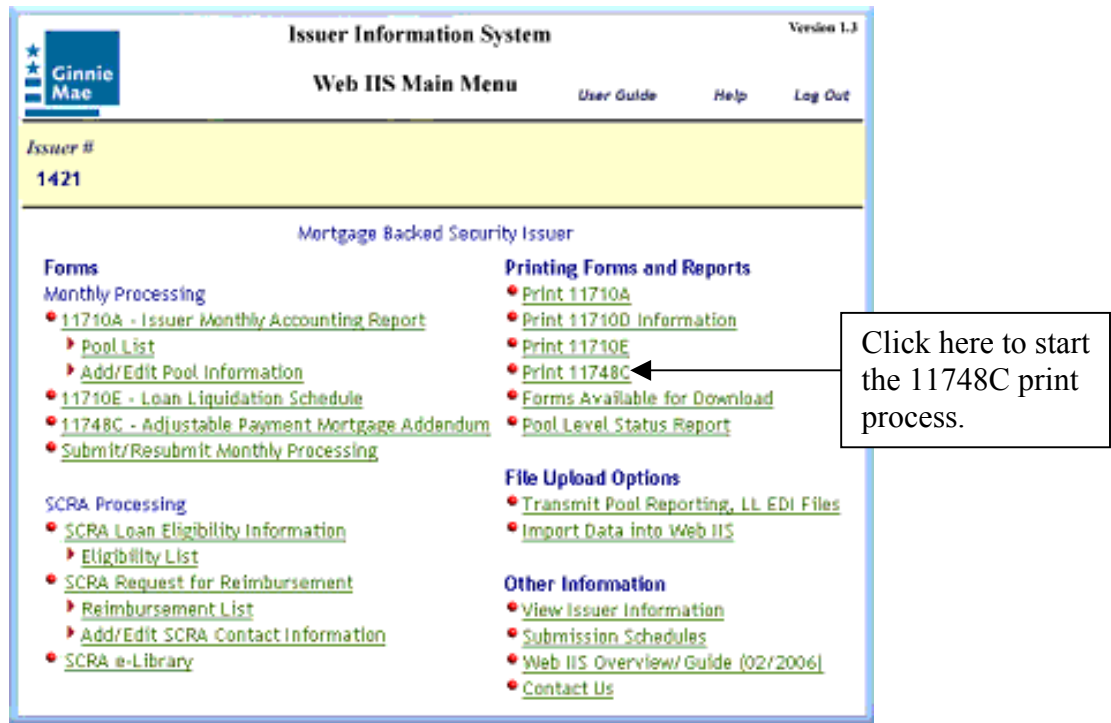 Issuer Information System
Version 1.3
Ginnie
Mae
Web IIS Main Menu
User Guide
Help
Log Out
Issuer #
1421
Mortgage Backed Security Issuer
Forms
Monthly Processing
11710A - Issuer Monthly Accounting Report
Pool List
Add/Edit Pool Information
11710E - Loan Liquidation Schedule
11748C - Adjustable Payment Mortgage Addendum
Submit/Resubmit Monthly Processing
SCRA Processing
SCRA Loan Eligibility Information
Eligibility List
SCRA Request for Reimbursement
Reimbursement List
Add/Edit SCRA Contact Information
SCRA e-Library
Printing Forms and Reports
Print 11710A
Print 11710D Information
Print 11710E
Print 11748C
Forms Available for Download
Pool Level Status Report
File Upload Options
Transmit Pool Reporting, LL EDI Files
Import Data into Web IIS
Other Information
View Issuer Information
Submission Schedules
Web IIS Overview/Guide (02/2006)
Contact Us
Click here to start
the 11748C print
process.